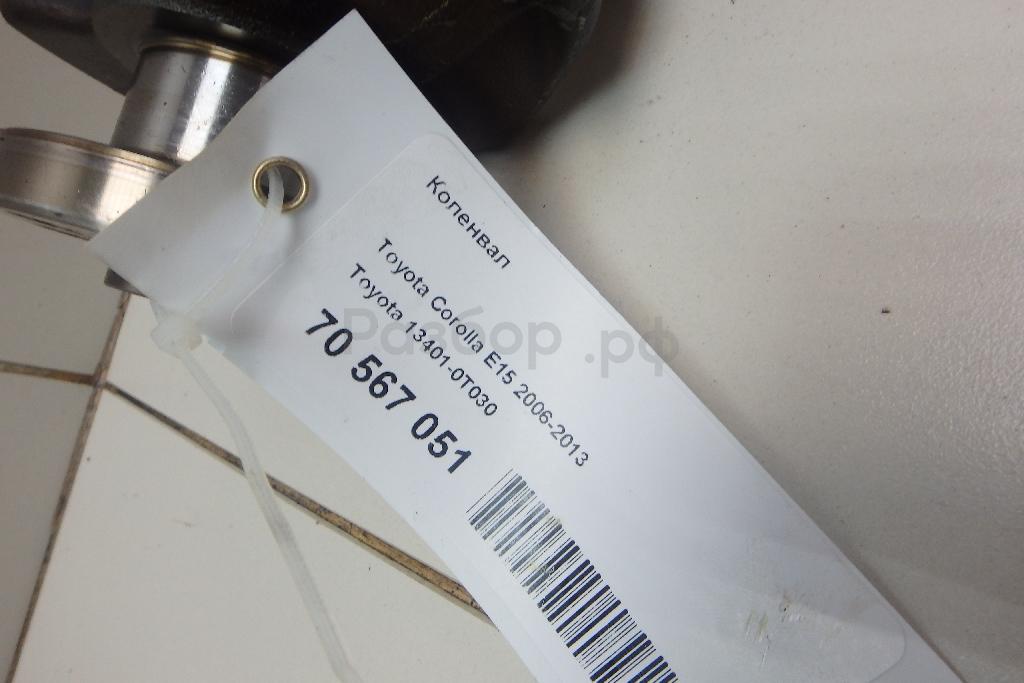 Коленвал
Toyota Corolla E15 2006-2013
Toyota 13401-0T030
70 567 051
Разбор.рф